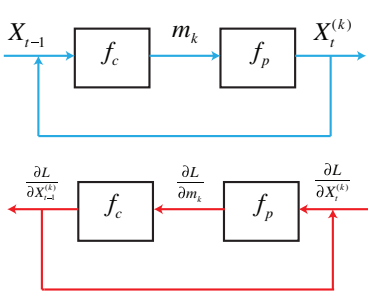 X_{t-1} f_c m_k f_p X_t^{(k)}
∂L/∂X_{t-1}^{(k)} f_c ∂L/∂m_k f_p ∂L/∂X_t^{(k)}